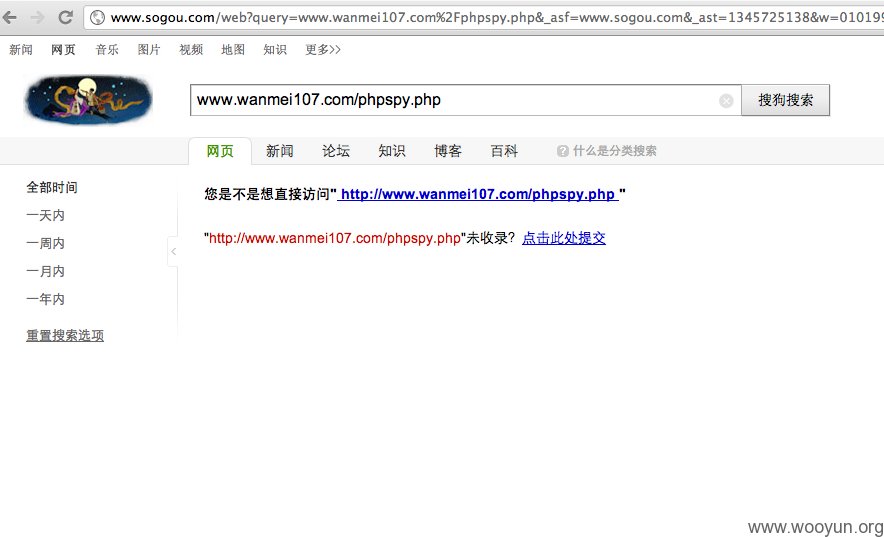 www.sogou.com/web?query=www.wanmei107.com%2Fphpspy.php&_asf=www.sogou.com&_ast=1345725138&w=010199
新闻 网页 音乐 图片 视频 地图 知识 更多>>
www.wanmei107.com/phpspy.php 搜狗搜索
网页 新闻 论坛 知识 博客 百科 ? 什么是分类搜索
全部时间
一天内
一周内
一月内
一年内
重置搜索选项
您是不是想直接访问" http://www.wanmei107.com/phpspy.php "
"http://www.wanmei107.com/phpspy.php"未收录? 点击此处提交
www.wooyun.org